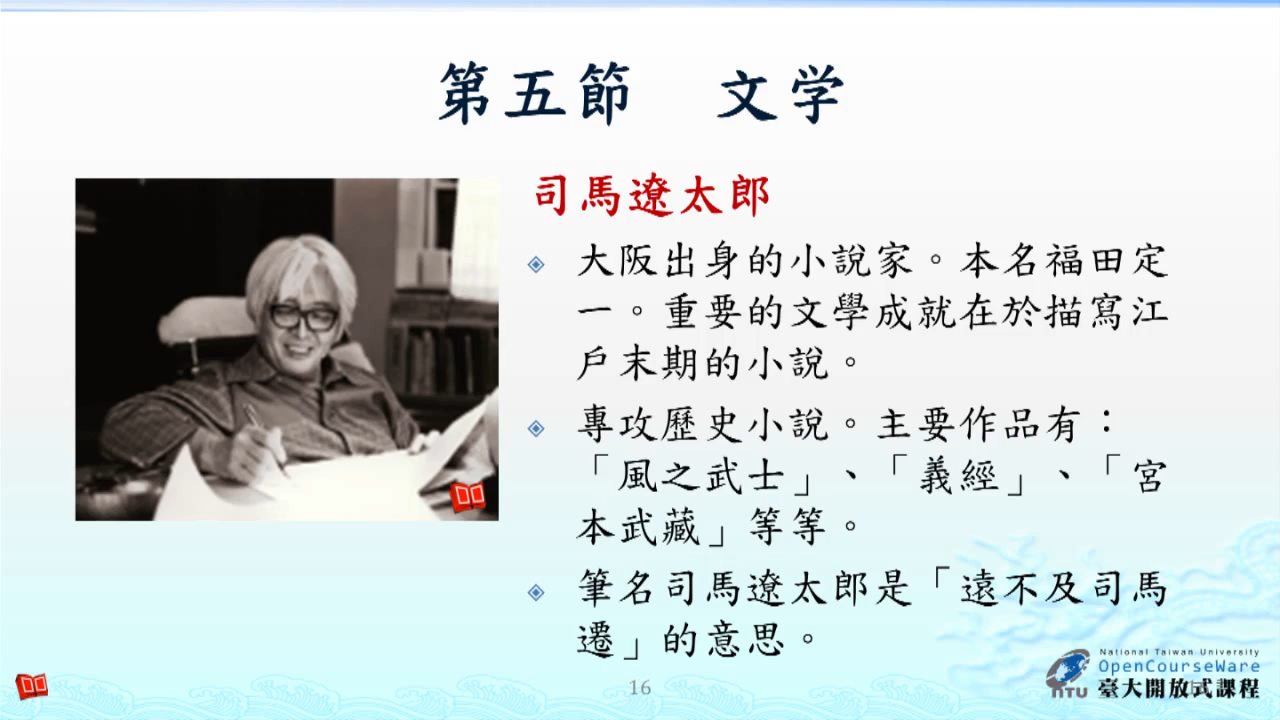 第五節　文学
司馬遼太郎
大阪出身的小說家。本名福田定
一。重要的文學成就在於描寫江
戶末期的小說。
專攻歷史小說。主要作品有：
「風之武士」、「義經」、「宮
本武藏」等等。
筆名司馬遼太郎是「遠不及司馬
遷」的意思。
16
National Taiwan University
OpenCourseWare
NTU 臺大開放式課程